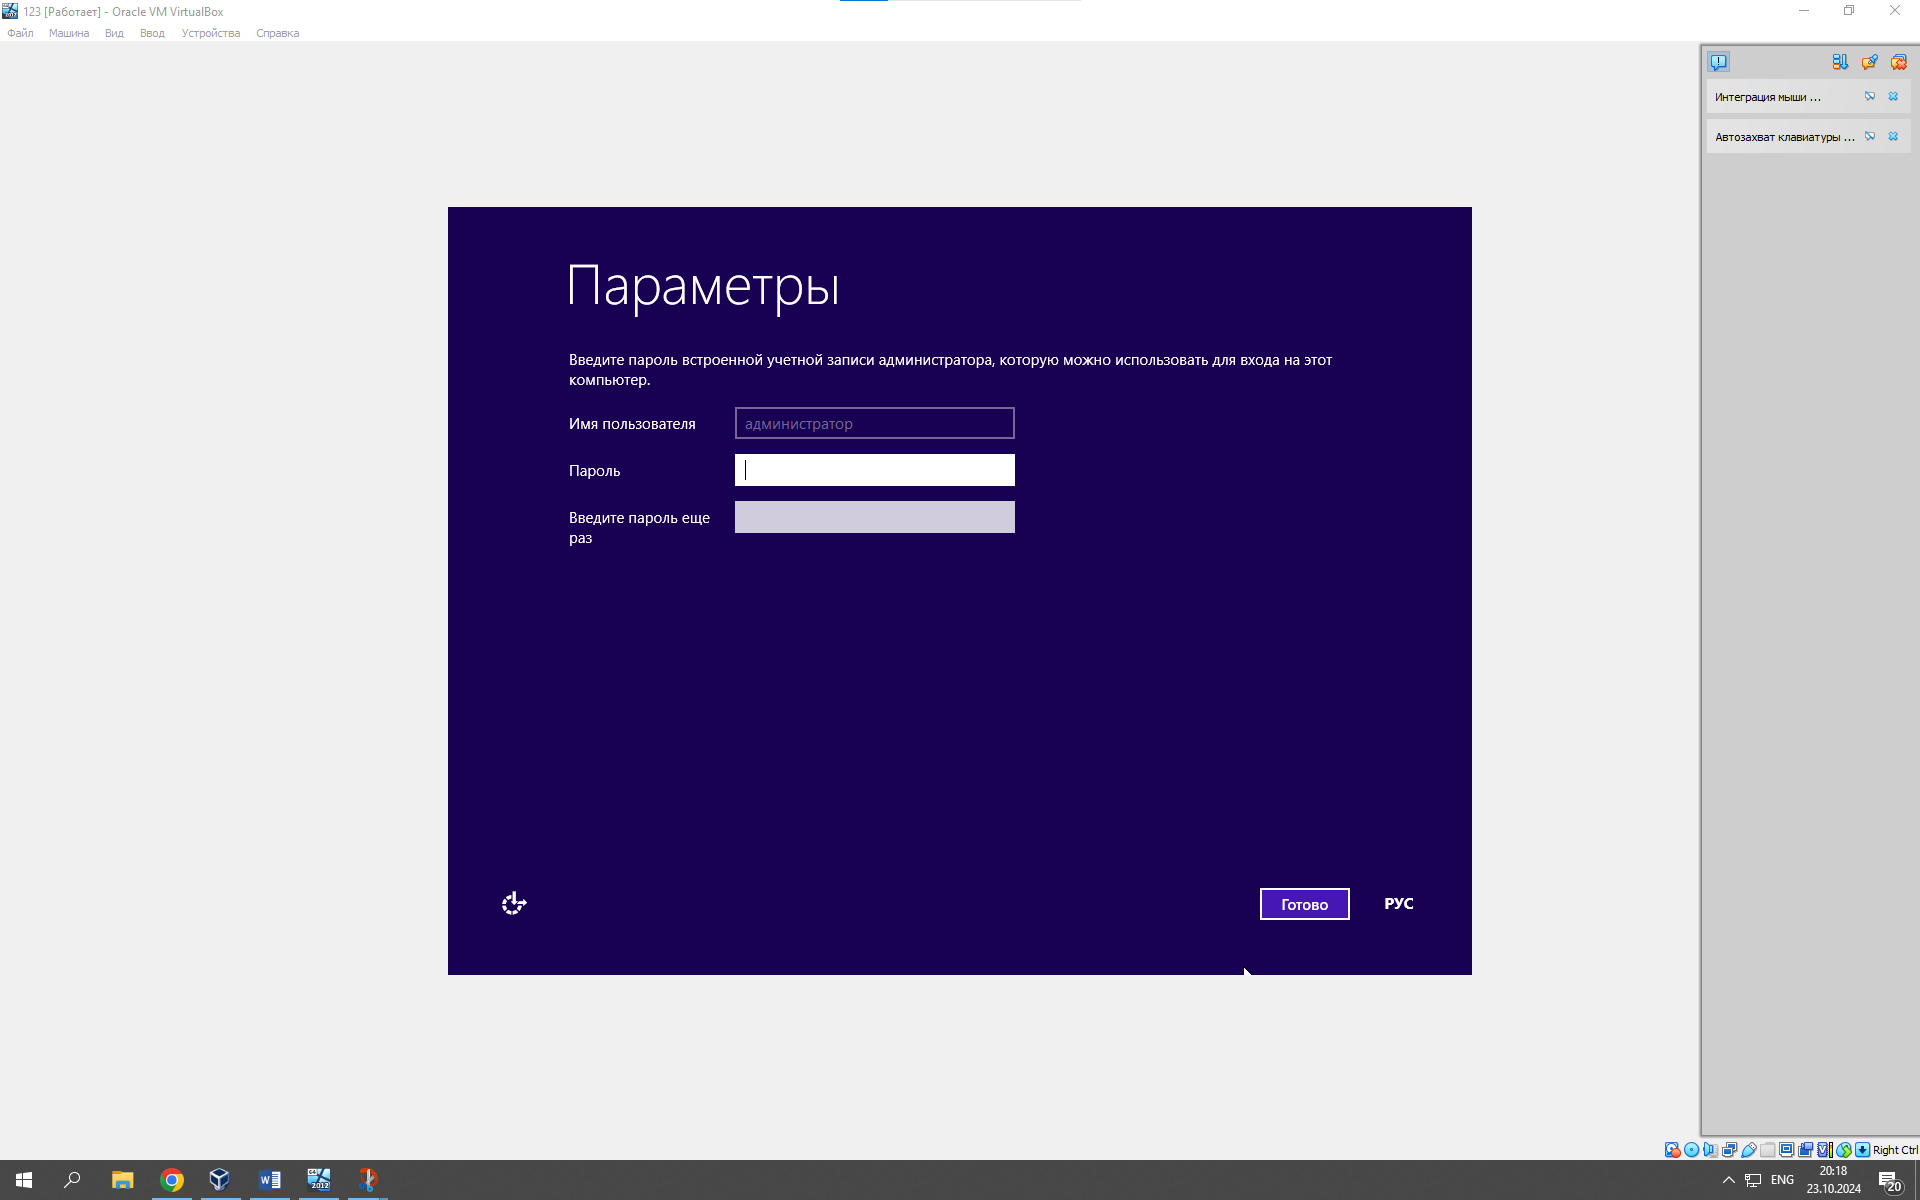 123 [Работает] - Oracle VM VirtualBox
Файл Машина Вид Ввод Устройства Справка
Интеграция мыши ...
Автозахват клавиатуры ...
Параметры
Введите пароль встроенной учетной записи администратора, которую можно использовать для входа на этот
компьютер.
Имя пользователя администратор
Пароль
Введите пароль еще
раз
Готово РУС
Right Ctrl
ENG 20:18
23.10.2024
20
64
2012